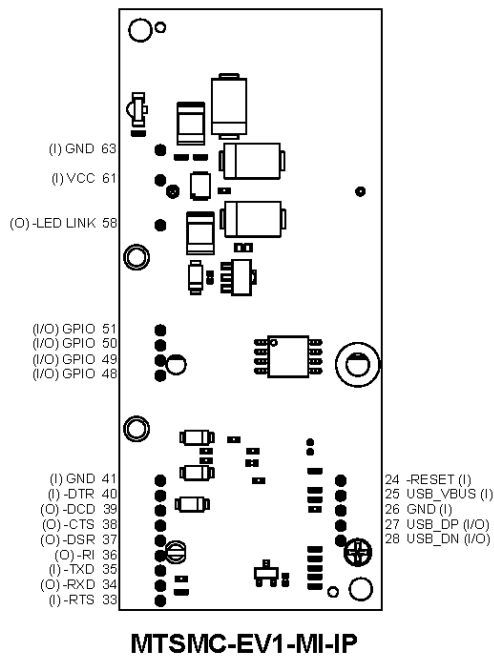 (I) GND 63
(I) VCC 61
(O) -LED LINK 58
(I/O) GPIO 51
(I/O) GPIO 50
(I/O) GPIO 49
(I/O) GPIO 48
(I) GND 41
(I) -DTR 40
(O) -DCD 39
(O) -CTS 38
(O) -DSR 37
(O) -RI 36
(I) -TXD 35
(O) -RXD 34
(I) -RTS 33
24 -RESET (I)
25 USB_VBUS (I)
26 GND (I)
27 USB_DP (I/O)
28 USB_DN (I/O)
MTSMC-EV1-MI-IP